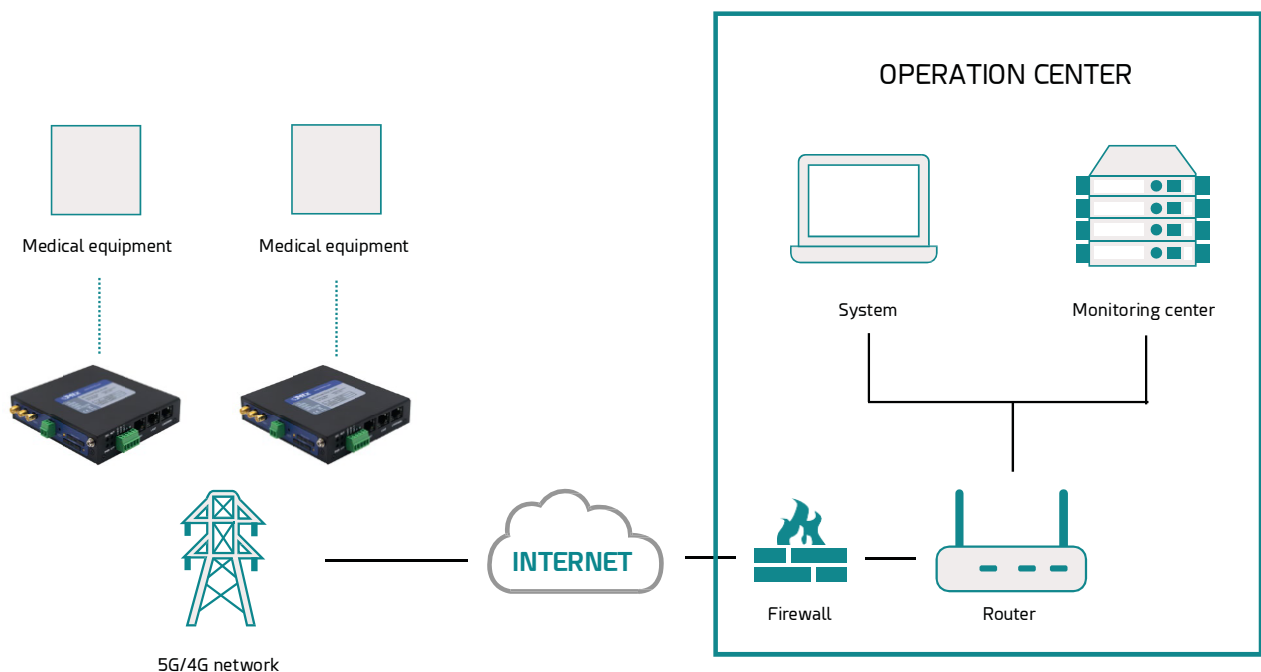 OPERATION CENTER
Medical equipment
Medical equipment
System
Monitoring center
INTERNET
Firewall
Router
5G/4G network